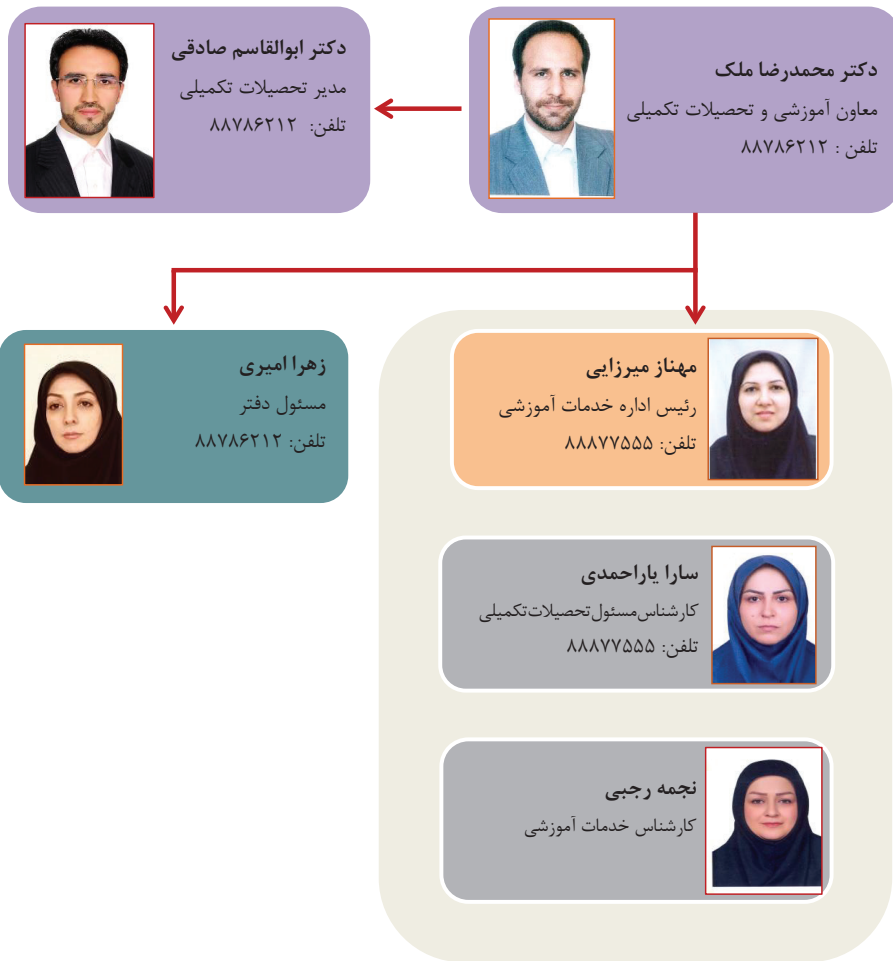 دکتر محمدرضا ملک
معاون آموزشی و تحصیلات تکمیلی
تلفن : ۸۸۷۸۶۲۱۲
دکتر ابوالقاسم صادقی
مدیر تحصیلات تکمیلی
تلفن: ۸۸۷۸۶۲۱۲
مهناز میرزایی
رئیس اداره خدمات آموزشی
تلفن: ۸۸۸۷۷۵۵۵
زهرا امیری
مسئول دفتر
تلفن: ۸۸۷۸۶۲۱۲
سارا یاراحمدی
کارشناس‌مسئول‌تحصیلات‌تکمیلی
تلفن: ۸۸۸۷۷۵۵۵
نجمه رجبی
کارشناس خدمات آموزشی